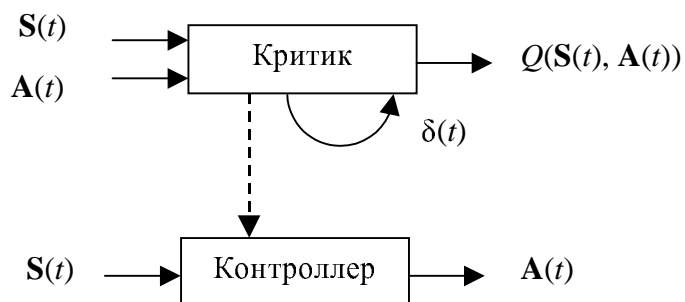 S(t)
Критик
Q(S(t), A(t))
A(t)
δ(t)
S(t)
Контроллер
A(t)